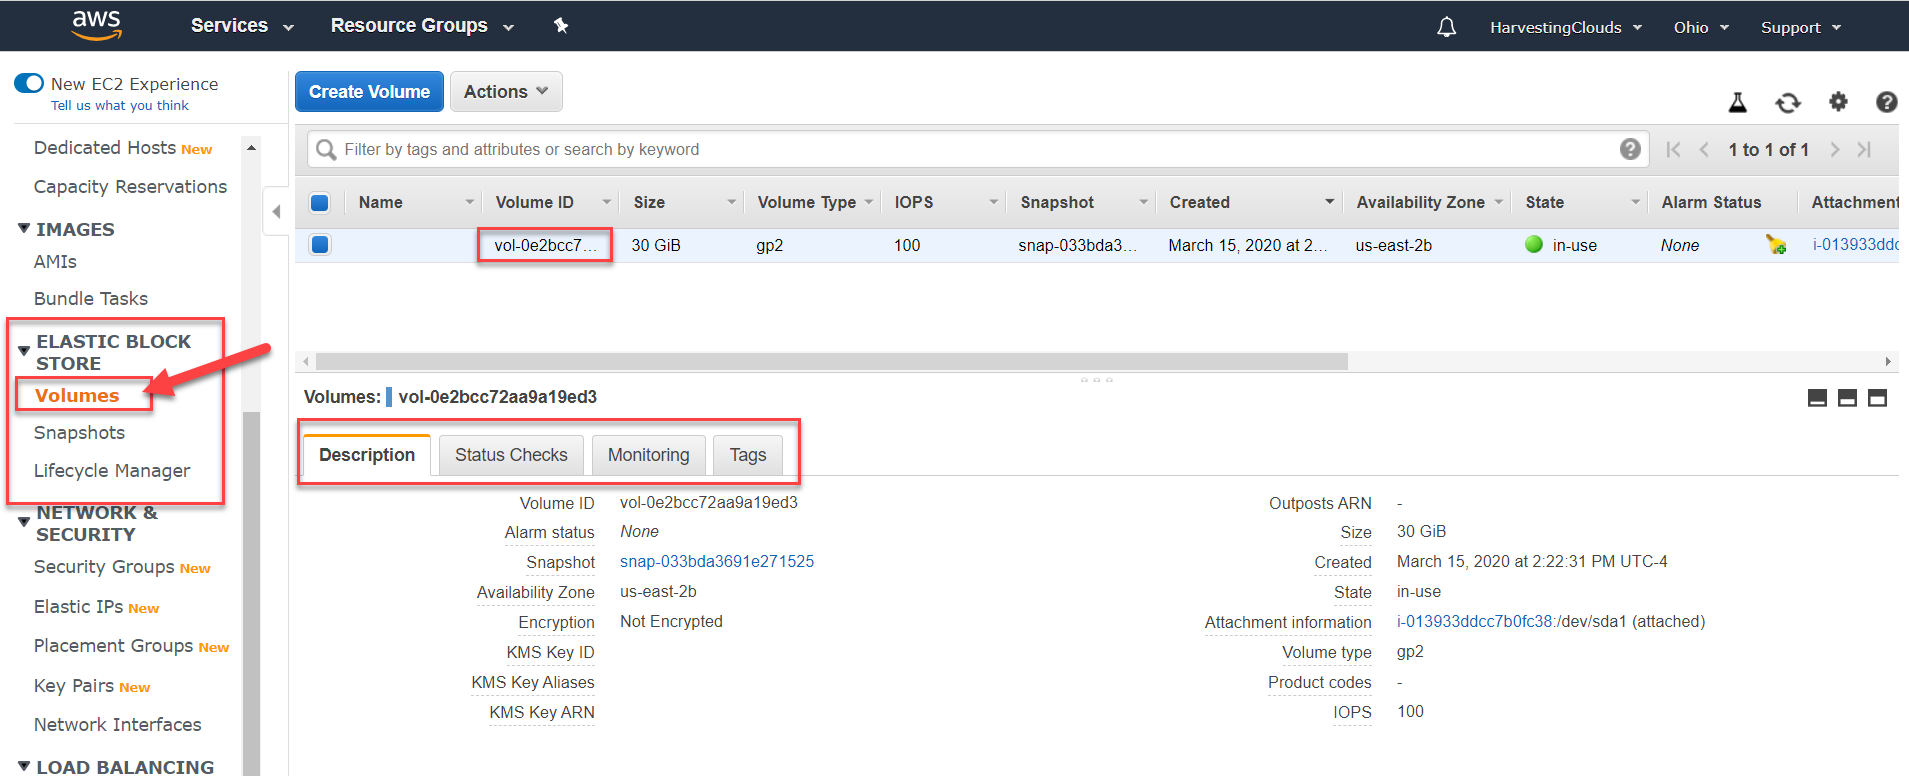 aws Services Resource Groups HarvestingClouds Ohio Support
New EC2 Experience
Tell us what you think
Dedicated Hosts New
Capacity Reservations
IMAGES
AMIs
Bundle Tasks
ELASTIC BLOCK
STORE
Volumes
Snapshots
Lifecycle Manager
NETWORK &
SECURITY
Security Groups New
Elastic IPs New
Placement Groups New
Key Pairs New
Network Interfaces
LOAD BALANCING
Create Volume Actions
Filter by tags and attributes or search by keyword 1 to 1 of 1
Name Volume ID Size Volume Type IOPS Snapshot Created Availability Zone State Alarm Status Attachment
vol-0e2bcc7... 30 GiB gp2 100 snap-033bda3... March 15, 2020 at 2... us-east-2b in-use None i-013933ddc
Volumes: vol-0e2bcc72aa9a19ed3
Description Status Checks Monitoring Tags
Volume ID vol-0e2bcc72aa9a19ed3
Alarm status None
Snapshot snap-033bda3691e271525
Availability Zone us-east-2b
Encryption Not Encrypted
KMS Key ID
KMS Key Aliases
KMS Key ARN
Outposts ARN -
Size 30 GiB
Created March 15, 2020 at 2:22:31 PM UTC-4
State in-use
Attachment information i-013933ddcc7b0fc38:/dev/sda1 (attached)
Volume type gp2
Product codes -
IOPS 100